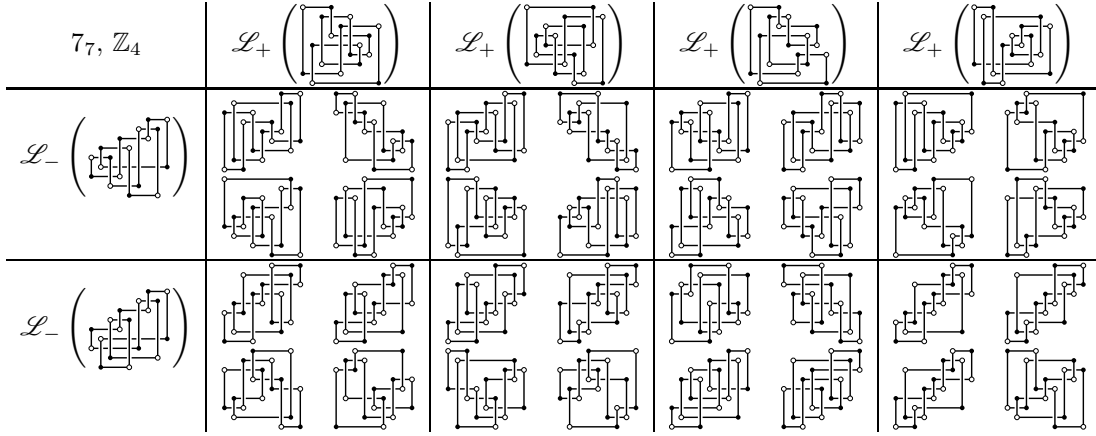 7₇, ℤ₄ ℒ₊ ( ) ℒ₊ ( ) ℒ₊ ( ) ℒ₊ ( )
ℒ₋ ( )
ℒ₋ ( )